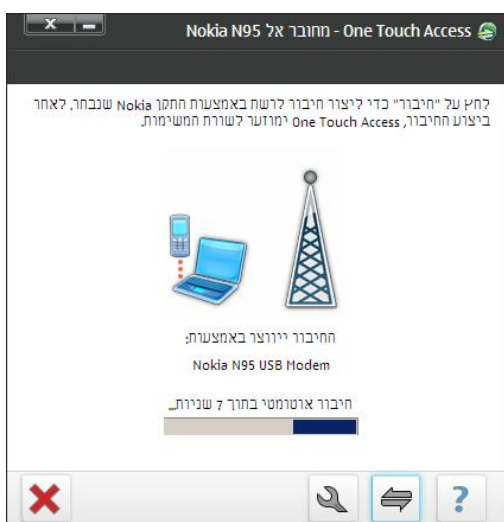 One Touch Access - מחובר אל Nokia N95
לחץ על "חיבור" כדי ליצור חיבור לרשת באמצעות התקן Nokia שנבחר. לאחר
ביצוע החיבור, One Touch Access ימוזער לשורת המשימות.
החיבור ייווצר באמצעות:
Nokia N95 USB Modem
חיבור אוטומטי בתוך 7 שניות...